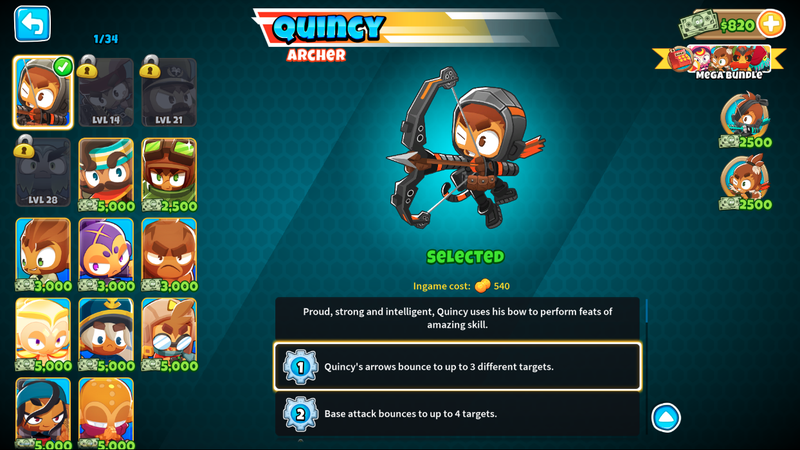 1/34
QUINCY
ARCHER
$820
MEGA BUNDLE
LVL 14
LVL 21
2500
LVL 28
5,000
2,500
2500
3,000
3,000
3,000
SELECTED
Ingame cost: 540
Proud, strong and intelligent, Quincy uses his bow to perform feats of
amazing skill.
5,000
5,000
5,000
1 Quincy's arrows bounce to up to 3 different targets.
2 Base attack bounces to up to 4 targets.
5,000
5,000